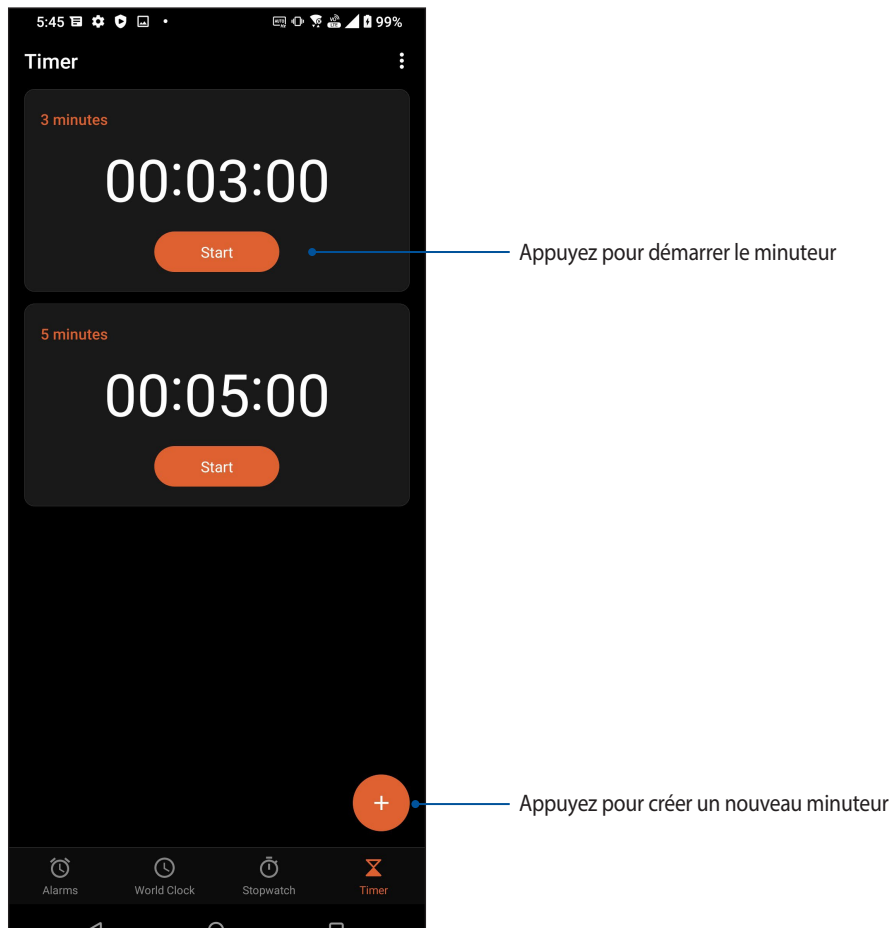 5:45 99%
Timer
3 minutes
00:03:00
Start
Appuyez pour démarrer le minuteur
5 minutes
00:05:00
Start
+
Appuyez pour créer un nouveau minuteur
Alarms World Clock Stopwatch Timer